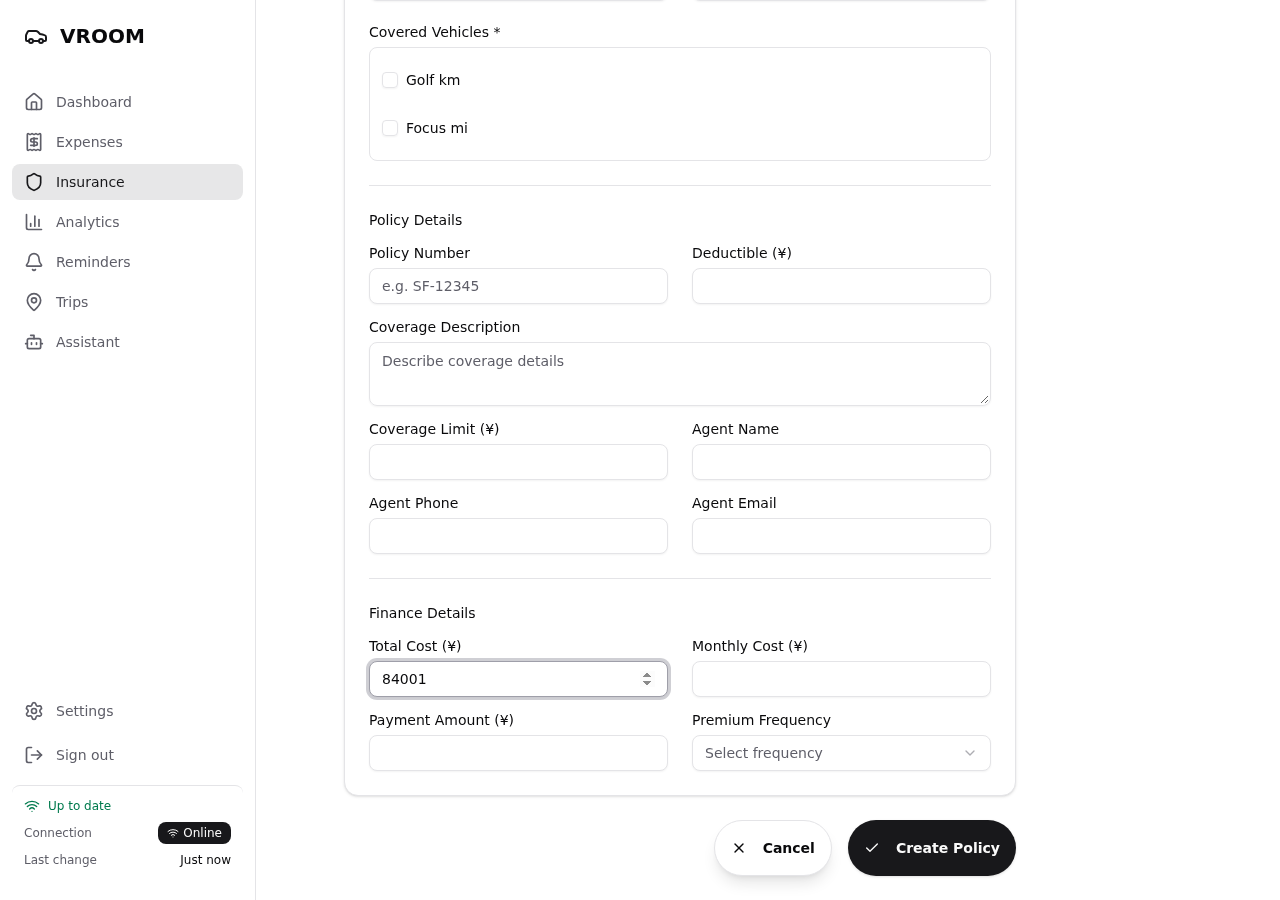 VROOM
Dashboard
Expenses
Insurance
Analytics
Reminders
Trips
Assistant
Settings
Sign out
Up to date
Connection
Online
Last change
Just now
Covered Vehicles *
Golf km
Focus mi
Policy Details
Policy Number
Deductible (¥)
e.g. SF-12345
Coverage Description
Describe coverage details
Coverage Limit (¥)
Agent Name
Agent Phone
Agent Email
Finance Details
Total Cost (¥)
Monthly Cost (¥)
84001
Payment Amount (¥)
Premium Frequency
Select frequency
Cancel
Create Policy